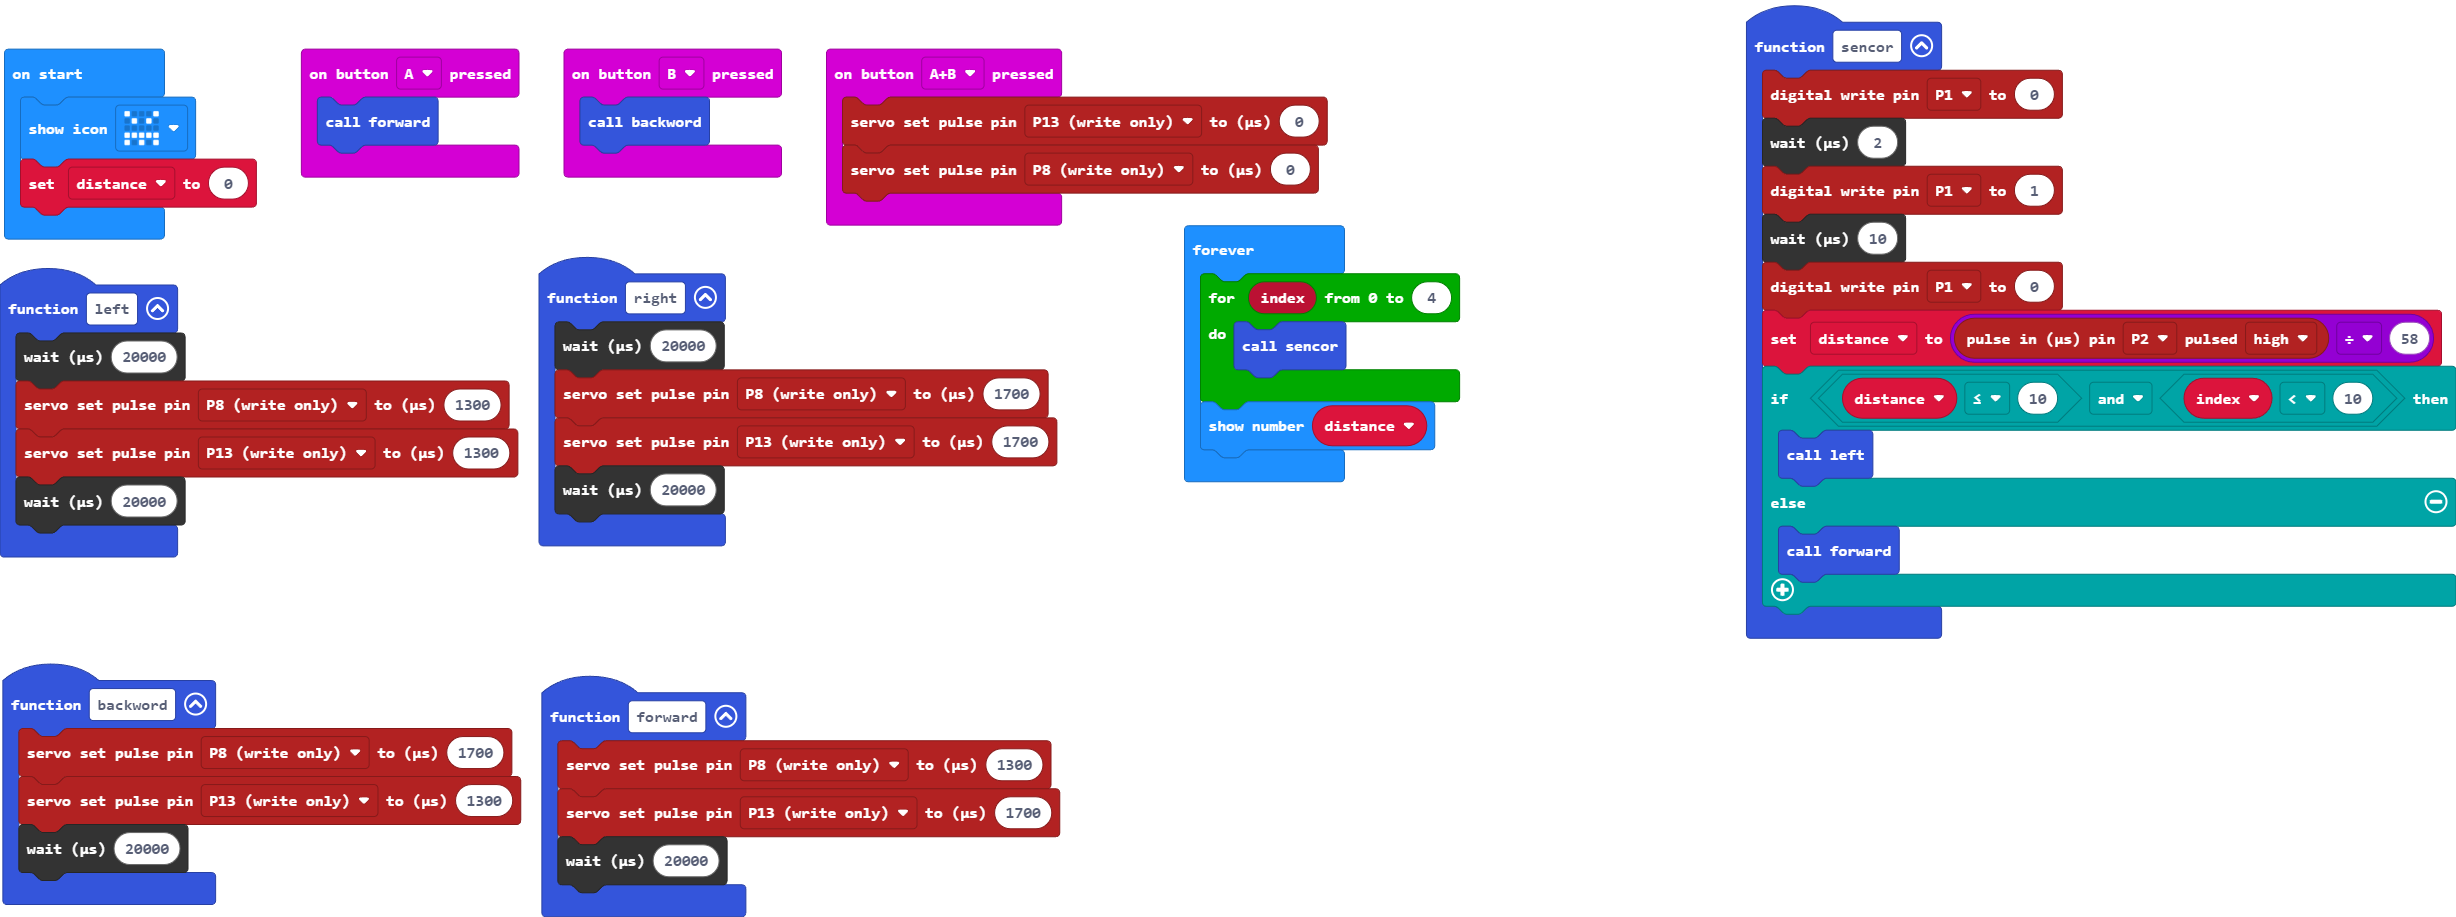 on start
show icon
set distance to 0
on button A pressed
call forward
on button B pressed
call backword
on button A+B pressed
servo set pulse pin P13 (write only) to (µs) 0
servo set pulse pin P8 (write only) to (µs) 0
function left
wait (µs) 20000
servo set pulse pin P8 (write only) to (µs) 1300
servo set pulse pin P13 (write only) to (µs) 1300
wait (µs) 20000
function right
wait (µs) 20000
servo set pulse pin P8 (write only) to (µs) 1700
servo set pulse pin P13 (write only) to (µs) 1700
wait (µs) 20000
forever
for index from 0 to 4
do call sencor
show number distance
function sencor
digital write pin P1 to 0
wait (µs) 2
digital write pin P1 to 1
wait (µs) 10
digital write pin P1 to 0
set distance to pulse in (µs) pin P2 pulsed high ÷ 58
if distance ≤ 10 and index < 10 then
call left
else
call forward
function backword
servo set pulse pin P8 (write only) to (µs) 1700
servo set pulse pin P13 (write only) to (µs) 1300
wait (µs) 20000
function forward
servo set pulse pin P8 (write only) to (µs) 1300
servo set pulse pin P13 (write only) to (µs) 1700
wait (µs) 20000